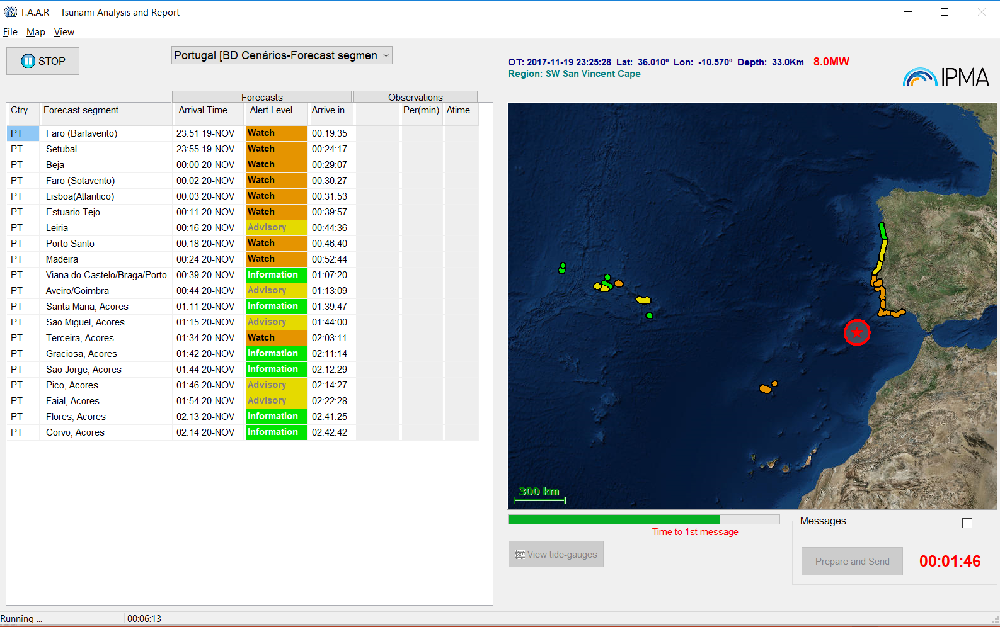 T.A.A.R - Tsunami Analysis and Report
File Map View
STOP
Portugal [BD Cenários-Forecast segmen
OT: 2017-11-19 23:25:28 Lat: 36.010º Lon: -10.570º Depth: 33.0Km 8.0MW
Region: SW San Vincent Cape
IPMA
Forecasts Observations
Ctry Forecast segment Arrival Time Alert Level Arrive in .. Per(min) Atime
PT Faro (Barlavento) 23:51 19-NOV Watch 00:19:35
PT Setubal 23:55 19-NOV Watch 00:24:17
PT Beja 00:00 20-NOV Watch 00:29:07
PT Faro (Sotavento) 00:02 20-NOV Watch 00:30:27
PT Lisboa(Atlantico) 00:03 20-NOV Watch 00:31:53
PT Estuario Tejo 00:11 20-NOV Watch 00:39:57
PT Leiria 00:16 20-NOV Advisory 00:44:36
PT Porto Santo 00:18 20-NOV Watch 00:46:40
PT Madeira 00:24 20-NOV Watch 00:52:44
PT Viana do Castelo/Braga/Porto 00:39 20-NOV Information 01:07:20
PT Aveiro/Coimbra 00:44 20-NOV Advisory 01:13:09
PT Santa Maria, Acores 01:11 20-NOV Information 01:39:47
PT Sao Miguel, Acores 01:15 20-NOV Advisory 01:44:00
PT Terceira, Acores 01:34 20-NOV Watch 02:03:11
PT Graciosa, Acores 01:42 20-NOV Information 02:11:14
PT Sao Jorge, Acores 01:44 20-NOV Information 02:12:29
PT Pico, Acores 01:46 20-NOV Advisory 02:14:27
PT Faial, Acores 01:54 20-NOV Advisory 02:22:28
PT Flores, Acores 02:13 20-NOV Information 02:41:25
PT Corvo, Acores 02:14 20-NOV Information 02:42:42
300 km
Time to 1st message
View tide-gauges
Messages
Prepare and Send 00:01:46
Running ... 00:06:13